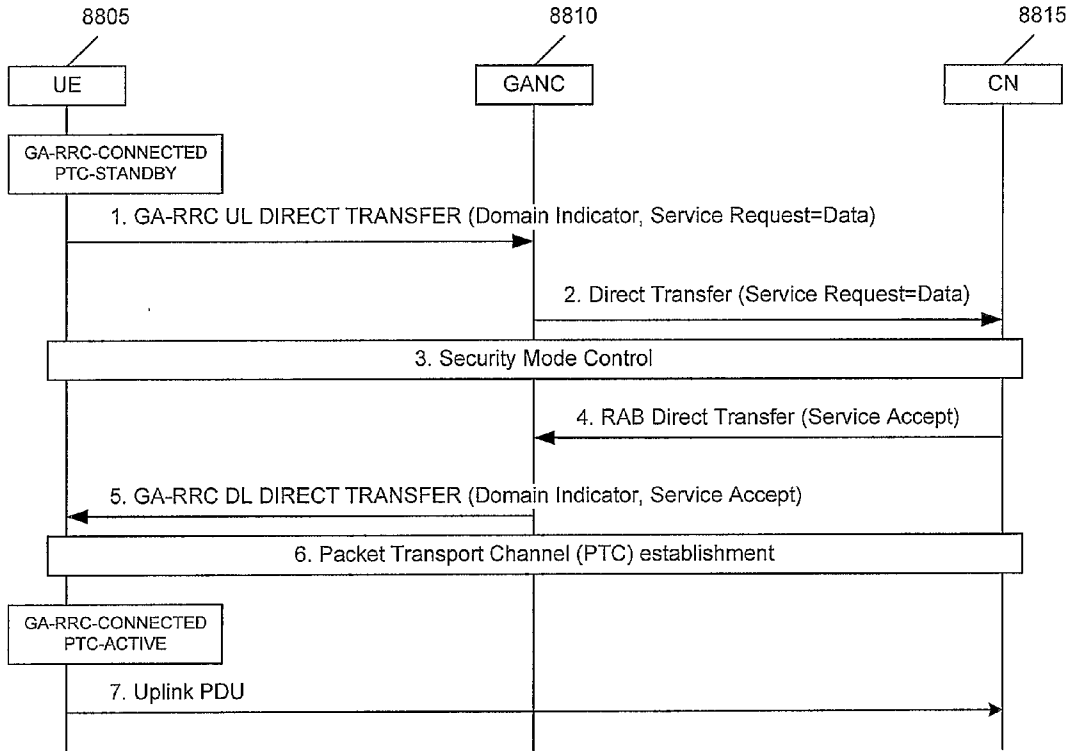 8805
8810
8815
UE
GANC
CN
GA-RRC-CONNECTED
PTC-STANDBY
1. GA-RRC UL DIRECT TRANSFER (Domain Indicator, Service Request=Data)
2. Direct Transfer (Service Request=Data)
3. Security Mode Control
4. RAB Direct Transfer (Service Accept)
5. GA-RRC DL DIRECT TRANSFER (Domain Indicator, Service Accept)
6. Packet Transport Channel (PTC) establishment
GA-RRC-CONNECTED
PTC-ACTIVE
7. Uplink PDU